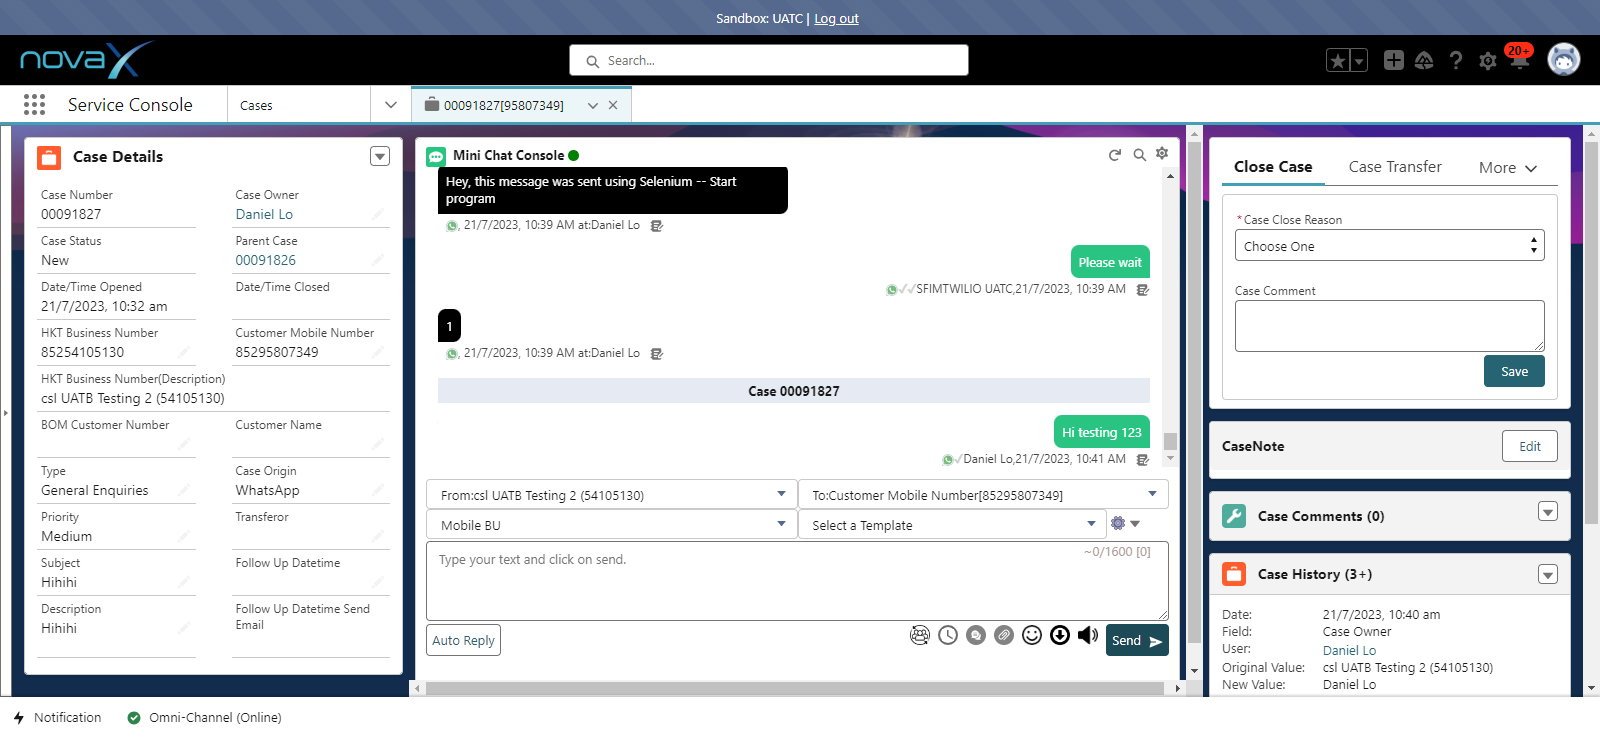 Sandbox: UATC | Log out
novaX
Search...
20+
Service Console
Cases
00091827[95807349]
Case Details
Case Number
00091827
Case Owner
Daniel Lo
Case Status
New
Parent Case
00091826
Date/Time Opened
21/7/2023, 10:32 am
Date/Time Closed
HKT Business Number
85254105130
Customer Mobile Number
85295807349
HKT Business Number(Description)
csl UATB Testing 2 (54105130)
BOM Customer Number
Customer Name
Type
General Enquiries
Case Origin
WhatsApp
Priority
Medium
Transferor
Subject
Hihihi
Follow Up Datetime
Description
Hihihi
Follow Up Datetime Send
Email
Mini Chat Console
Hey, this message was sent using Selenium -- Start
program
, 21/7/2023, 10:39 AM at:Daniel Lo
Please wait
SFIMTWILIO UATC,21/7/2023, 10:39 AM
1
, 21/7/2023, 10:39 AM at:Daniel Lo
Case 00091827
Hi testing 123
Daniel Lo,21/7/2023, 10:41 AM
From:csl UATB Testing 2 (54105130)
To:Customer Mobile Number[85295807349]
Mobile BU
Select a Template
Type your text and click on send.
~0/1600 [0]
Auto Reply
Send
Close Case
Case Transfer
More
*Case Close Reason
Choose One
Case Comment
Save
CaseNote
Edit
Case Comments (0)
Case History (3+)
Date: 21/7/2023, 10:40 am
Field: Case Owner
User: Daniel Lo
Original Value: csl UATB Testing 2 (54105130)
New Value: Daniel Lo
Notification
Omni-Channel (Online)